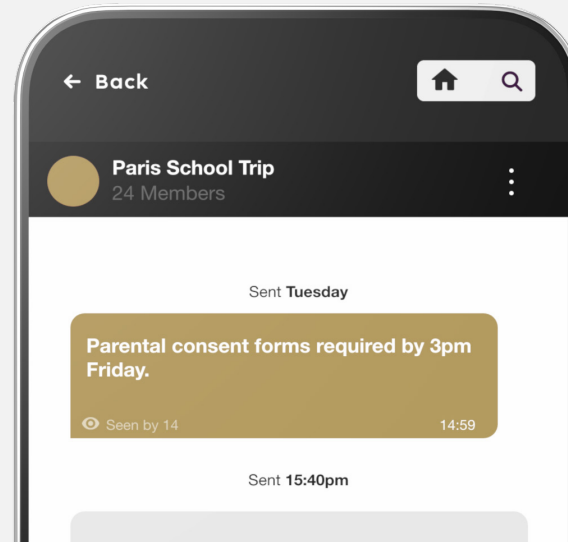 Back
Paris School Trip
24 Members
Sent Tuesday
Parental consent forms required by 3pm
Friday.
Seen by 14
14:59
Sent 15:40pm